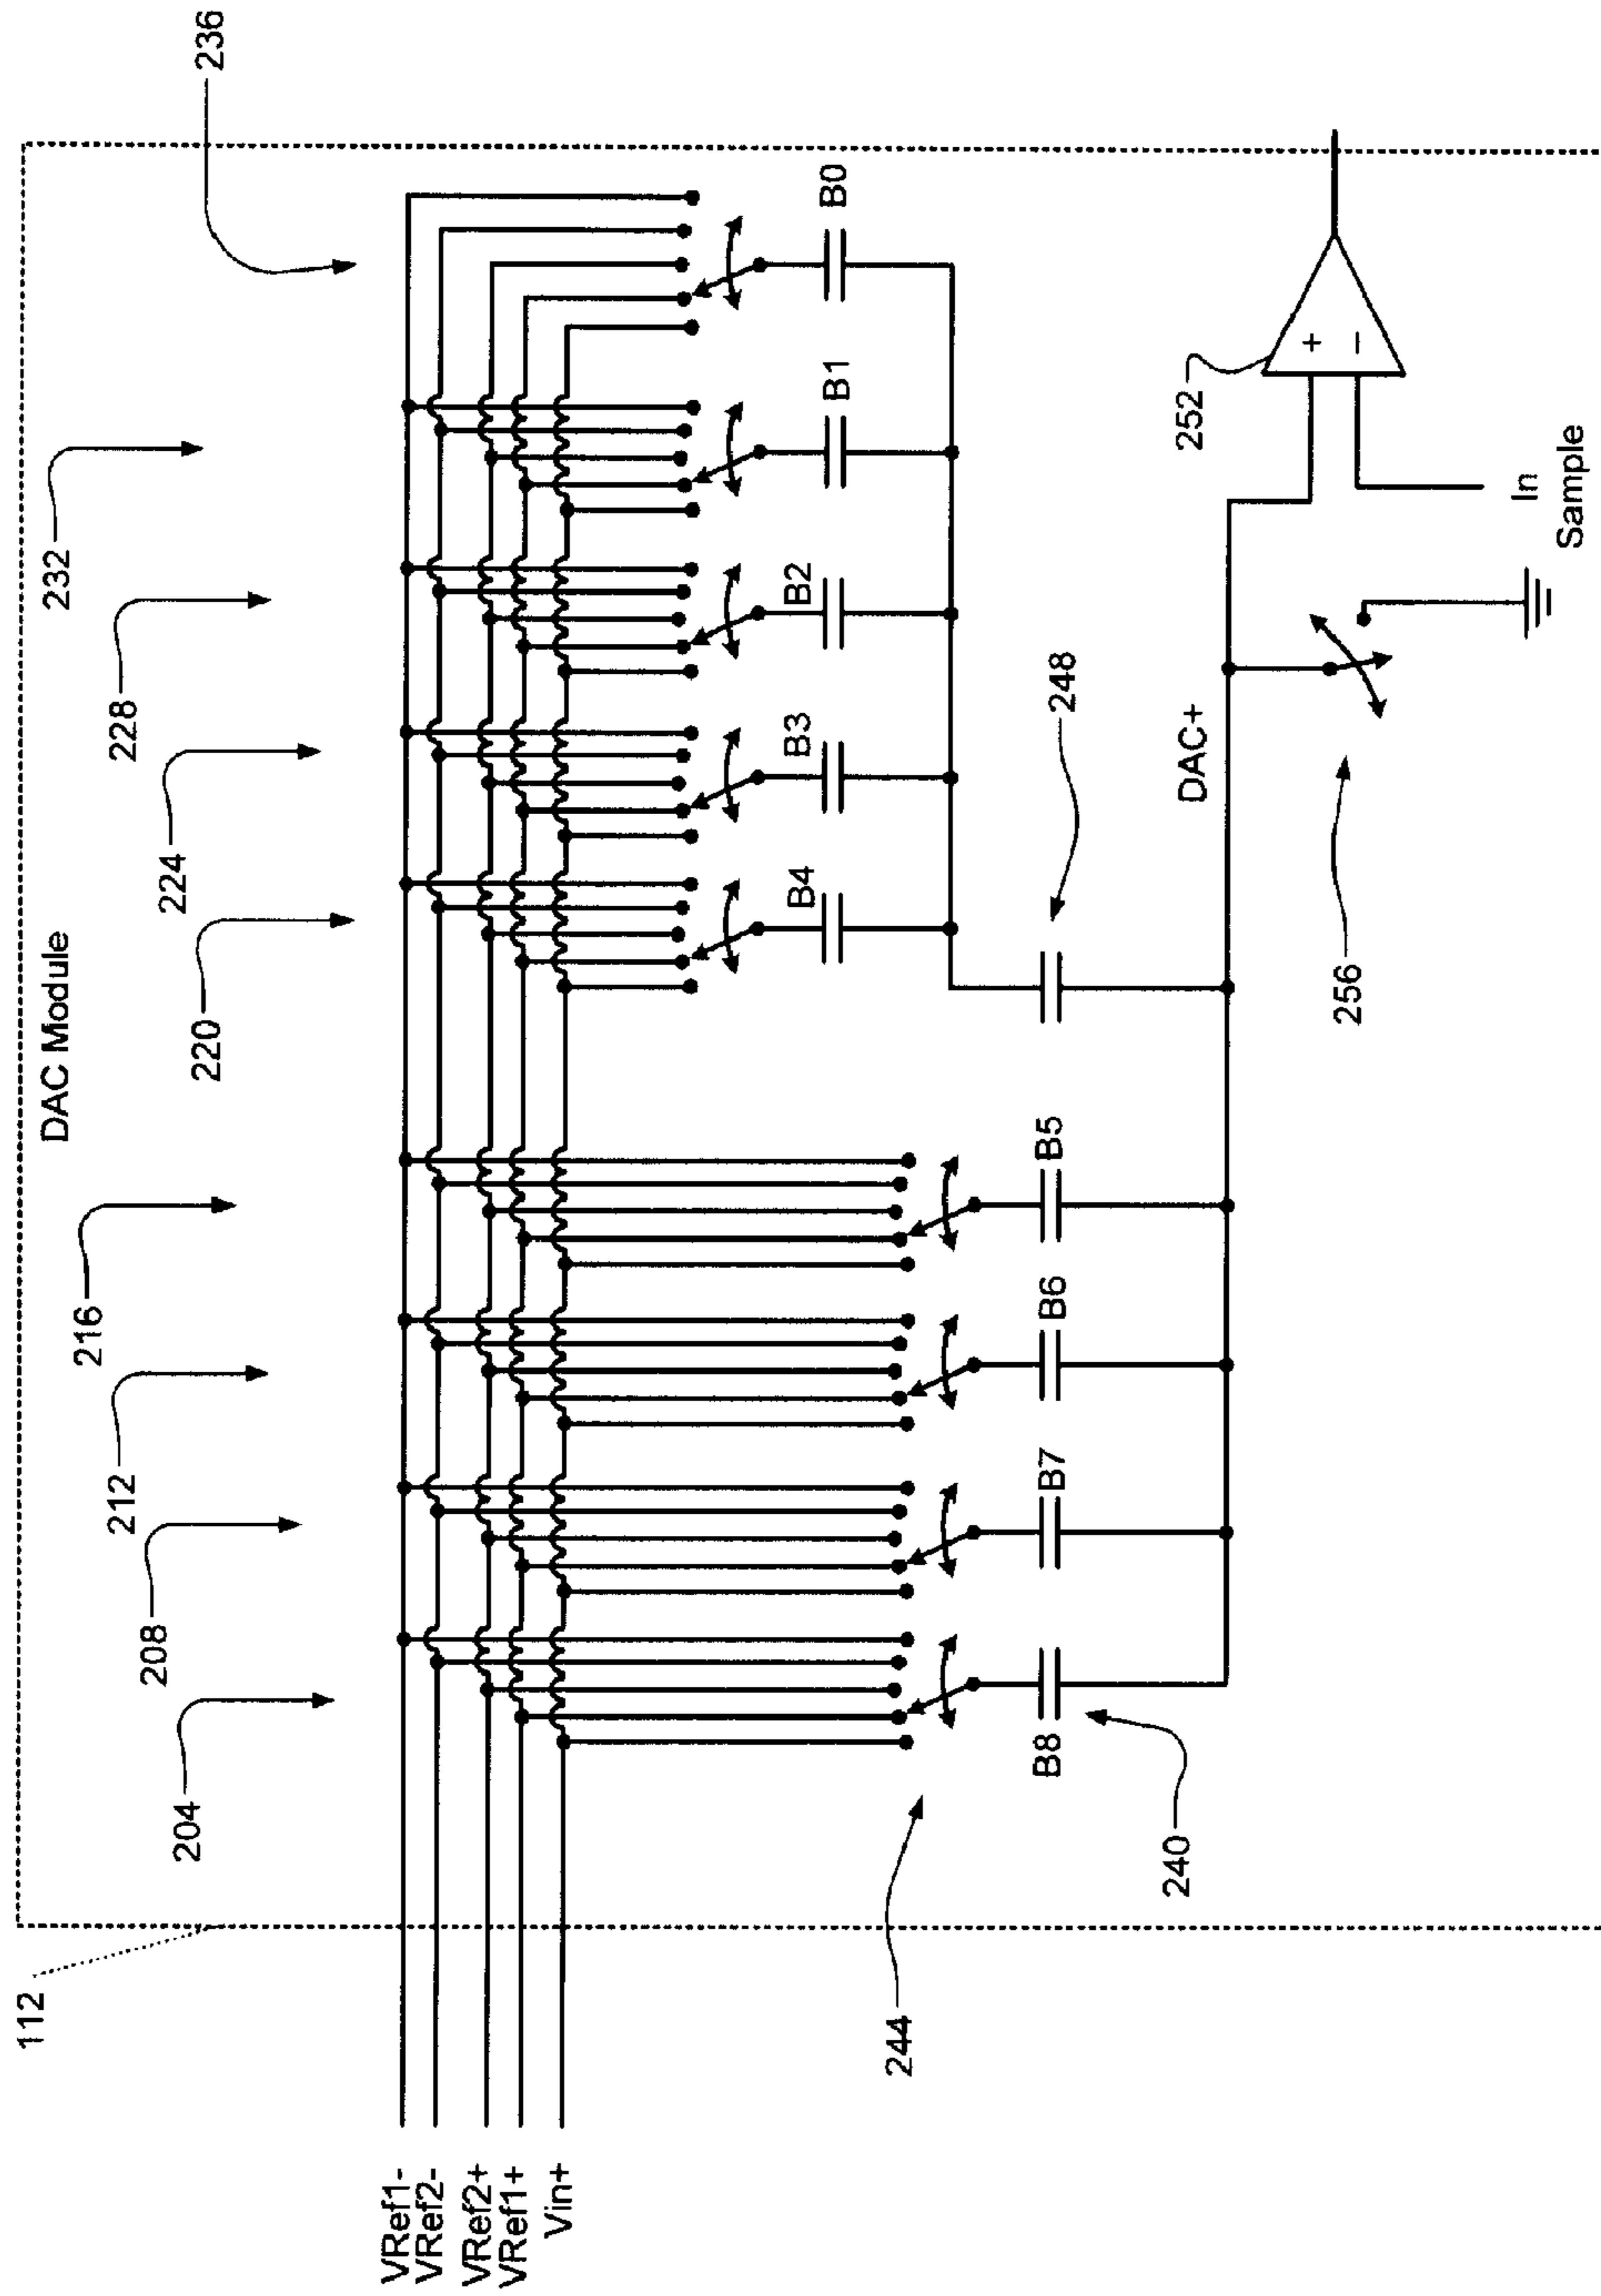 DAC Module
112
204
208
212
216
220
224
228
232
236
VRef1-
VRef2-
VRef2+
VRef1+
Vin+
244
B8
B7
B6
B5
B4
B3
B2
B1
B0
240
248
DAC+
252
+
−
256
In
Sample